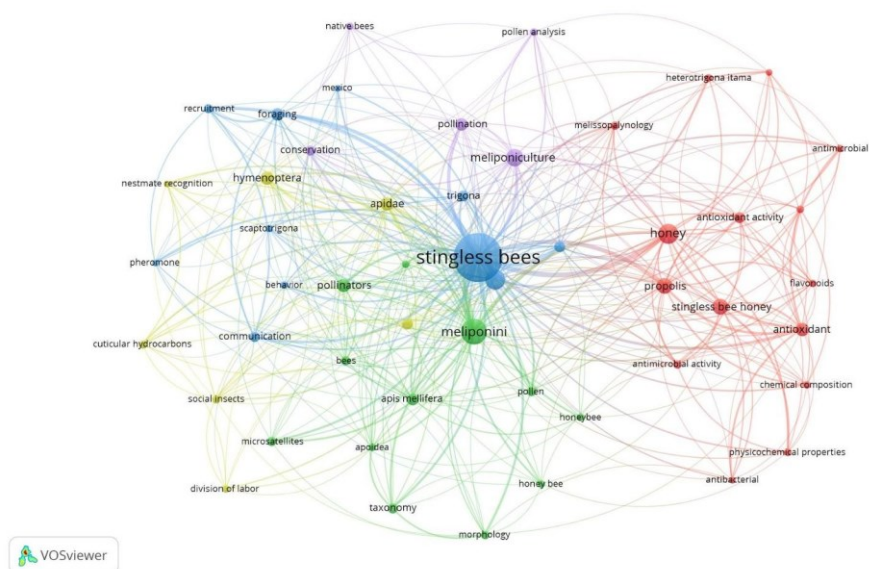 native bees
pollen analysis
heterotrigona itama
mexico
recruitment
foraging
pollination
melissopalynology
conservation
meliponiculture
antimicrobial
nestmate recognition
hymenoptera
trigona
apidae
antioxidant activity
scaptotrigona
honey
stingless bees
pheromone
behavior
pollinators
propolis
flavonoids
stingless bee honey
communication
meliponini
antioxidant
cuticular hydrocarbons
bees
antimicrobial activity
social insects
apis mellifera
pollen
chemical composition
honeybee
microsatellites
apoidea
physicochemical properties
division of labor
honey bee
antibacterial
taxonomy
morphology
VOSviewer